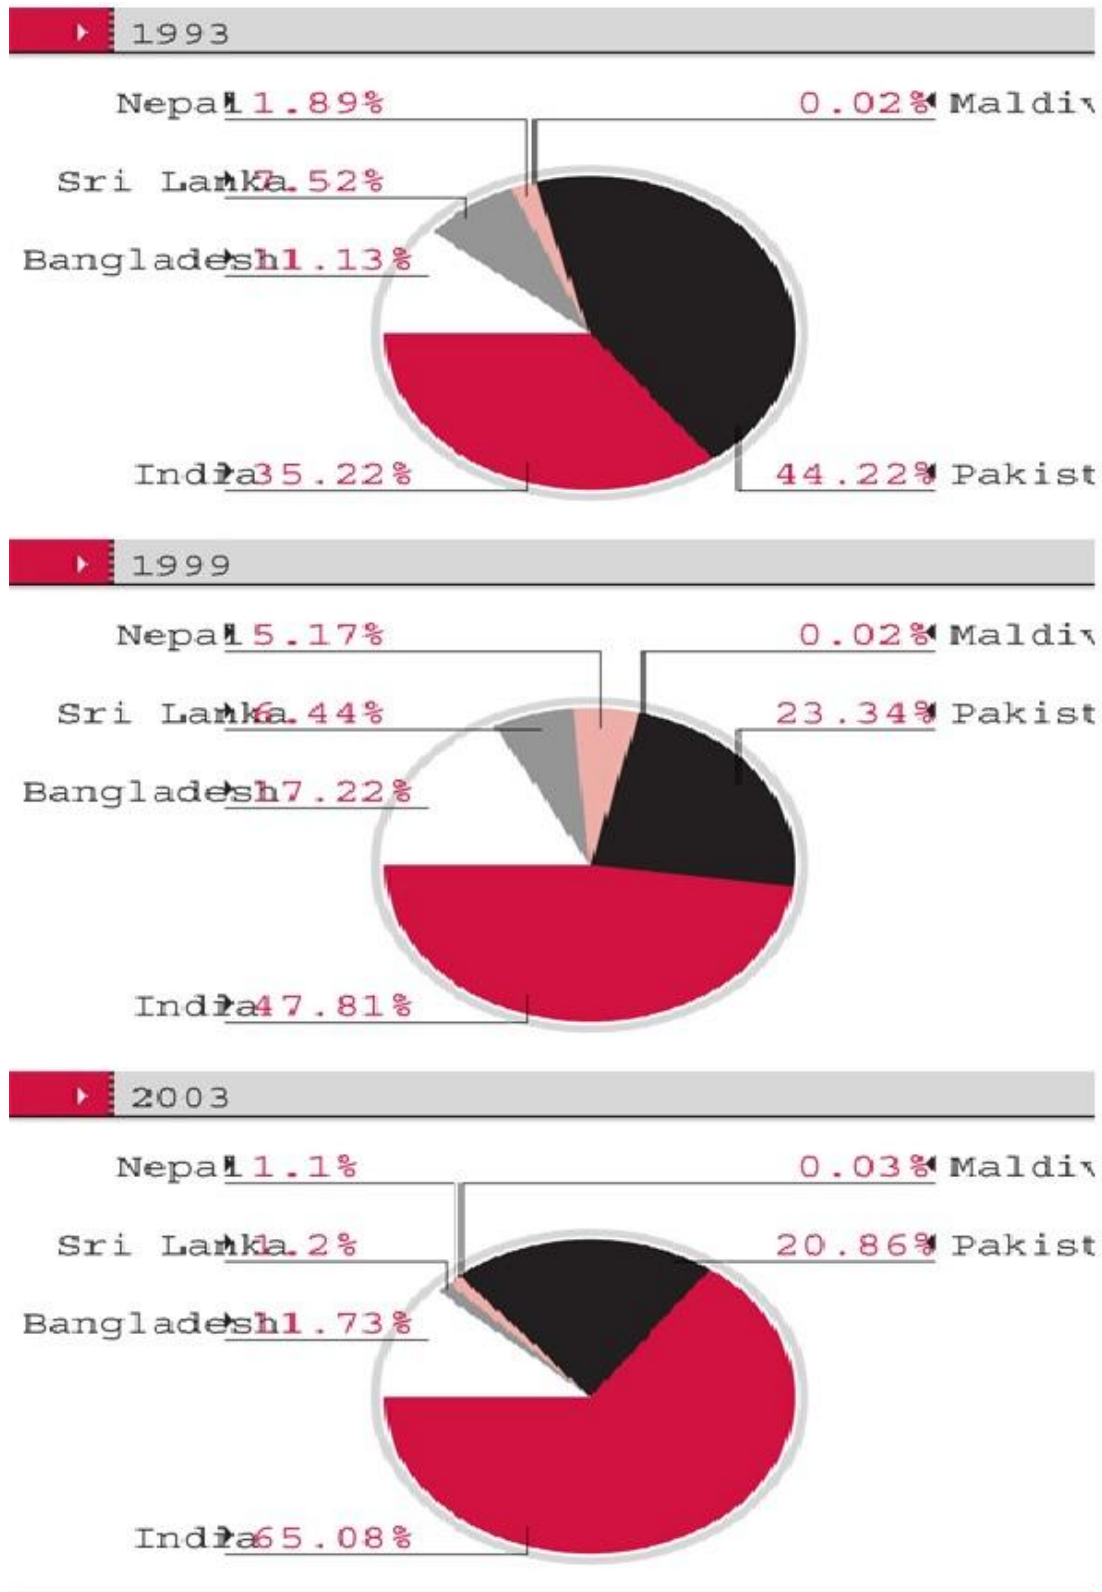 1993
Nepal 1.89% 0.02% Maldiv
Sri Lanka 7.52%
Bangladesh 11.13%
India 35.22% 44.22% Pakist
1999
Nepal 5.17% 0.02% Maldiv
Sri Lanka 6.44% 23.34% Pakist
Bangladesh 17.22%
India 47.81%
2003
Nepal 1.1% 0.03% Maldiv
Sri Lanka 1.2% 20.86% Pakist
Bangladesh 11.73%
India 65.08%